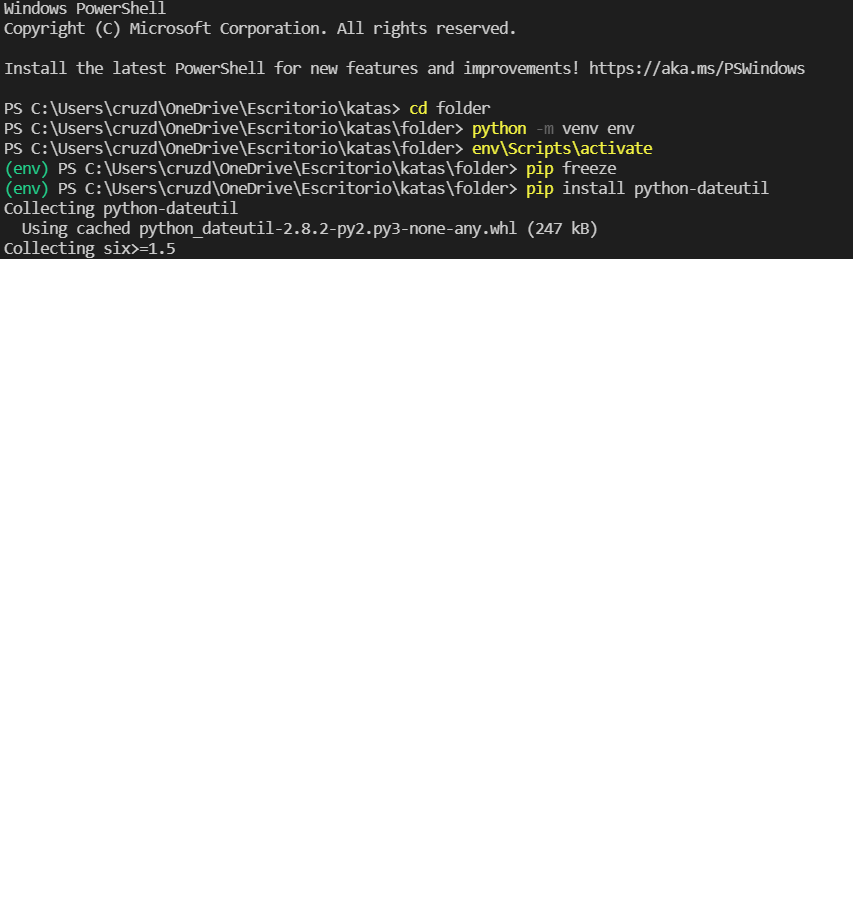 Windows PowerShell
Copyright (C) Microsoft Corporation. All rights reserved.
Install the latest PowerShell for new features and improvements! https://aka.ms/PSWindows
PS C:\Users\cruzd\OneDrive\Escritorio\katas> cd folder
PS C:\Users\cruzd\OneDrive\Escritorio\katas\folder> python -m venv env
PS C:\Users\cruzd\OneDrive\Escritorio\katas\folder> env\Scripts\activate
(env) PS C:\Users\cruzd\OneDrive\Escritorio\katas\folder> pip freeze
(env) PS C:\Users\cruzd\OneDrive\Escritorio\katas\folder> pip install python-dateutil
Collecting python-dateutil
  Using cached python_dateutil-2.8.2-py2.py3-none-any.whl (247 kB)
Collecting six>=1.5